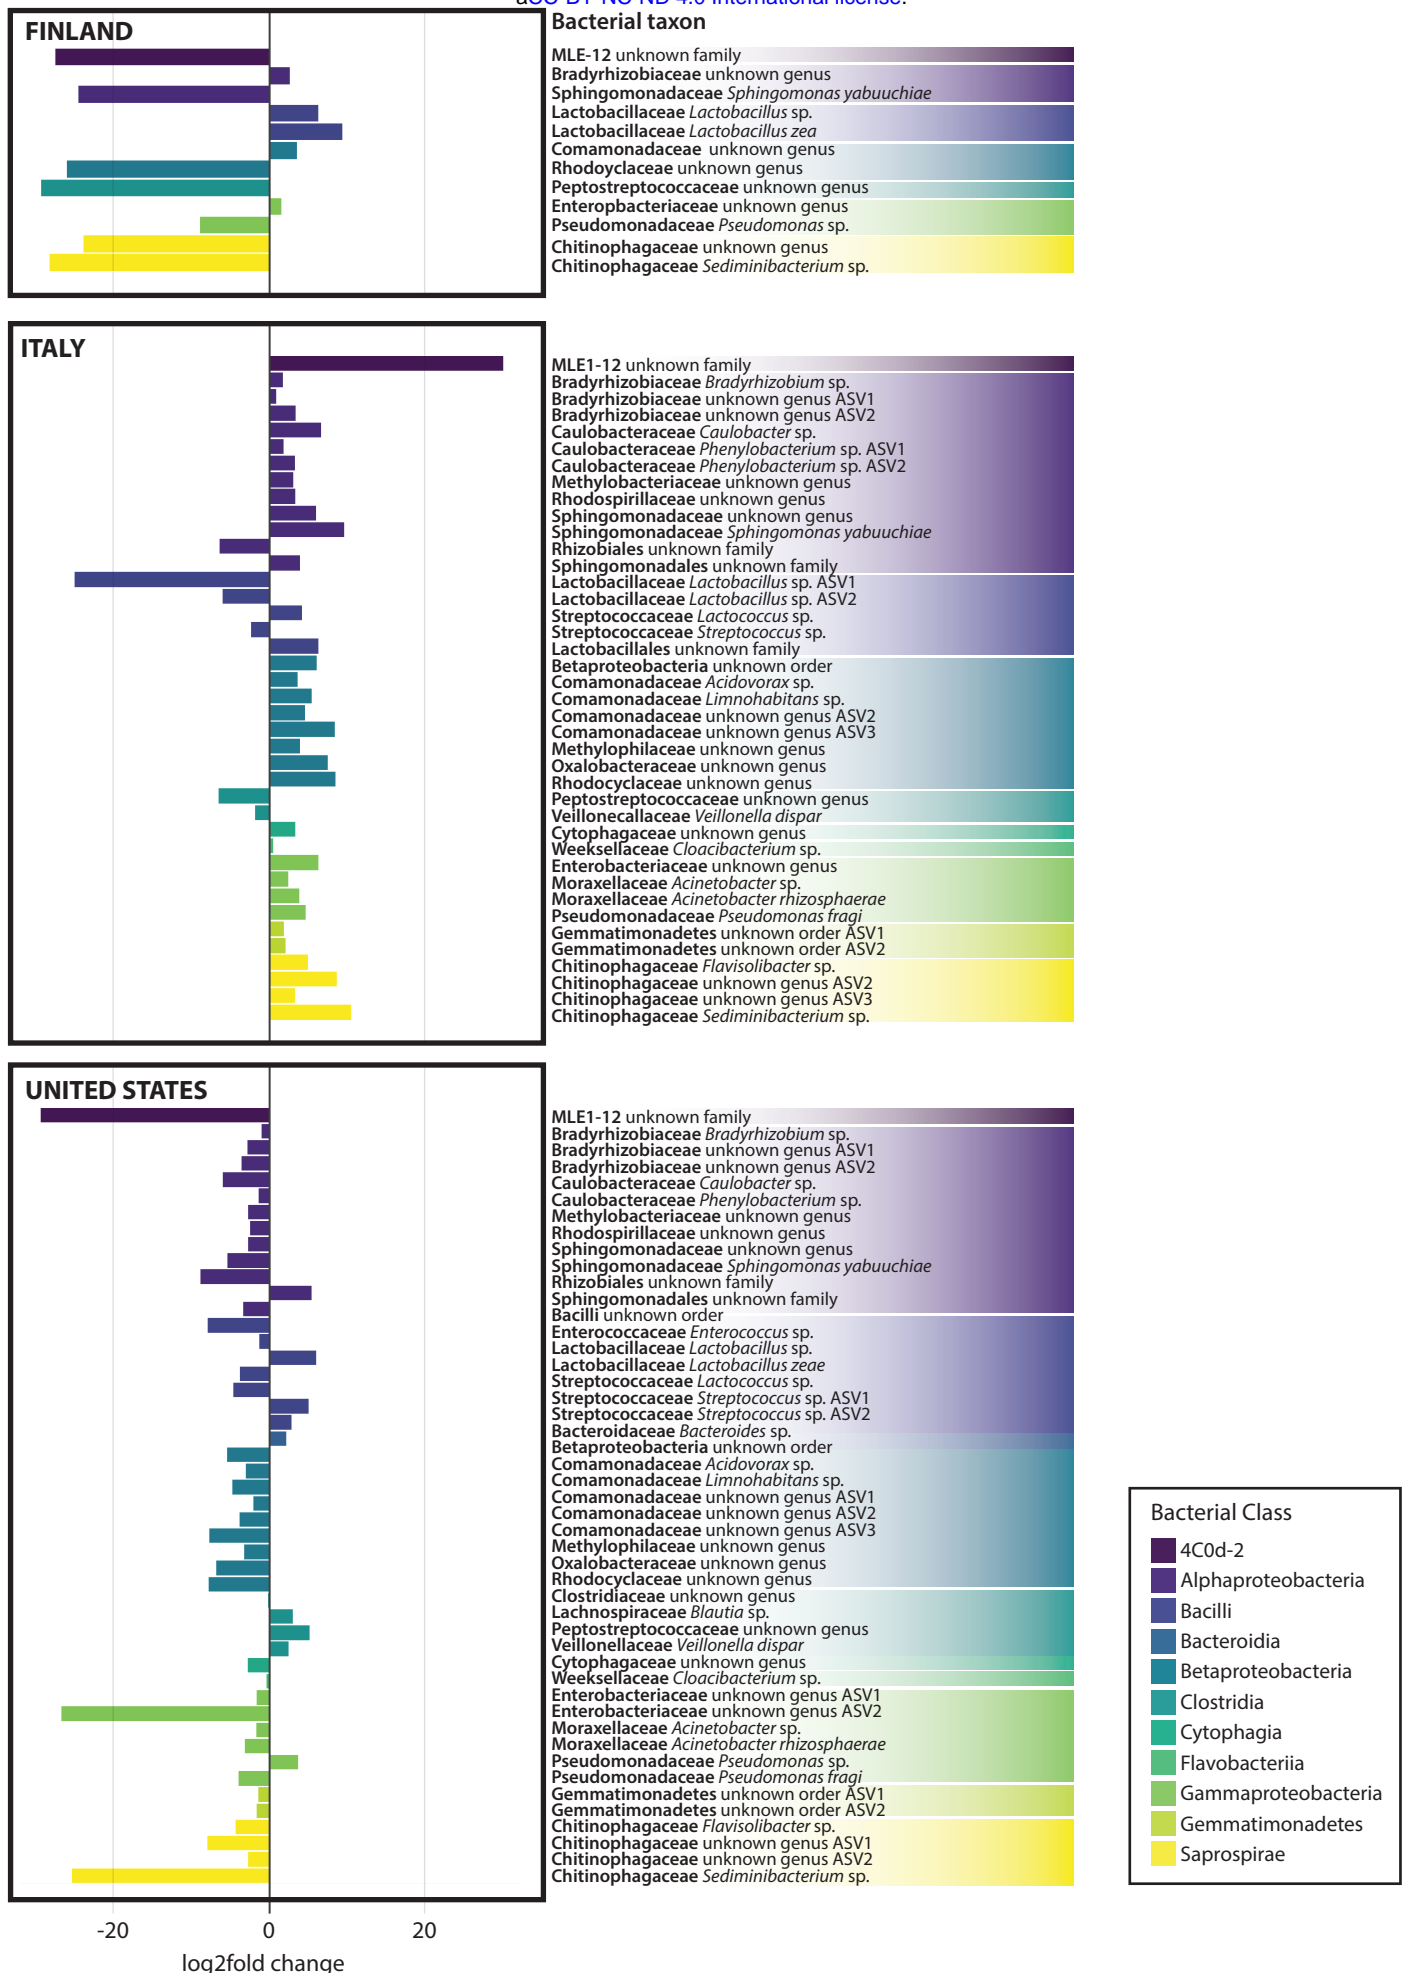 FINLAND
Bacterial taxon
MLE-12 unknown family
Bradyrhizobiaceae unknown genus
Sphingomonadaceae Sphingomonas yabuuchiae
Lactobacillaceae Lactobacillus sp.
Lactobacillaceae Lactobacillus zea
Comamonadaceae unknown genus
Rhodoyclaceae unknown genus
Peptostreptococcaceae unknown genus
Enteropbacteriaceae unknown genus
Pseudomonadaceae Pseudomonas sp.
Chitinophagaceae unknown genus
Chitinophagaceae Sediminibacterium sp.
ITALY
MLE1-12 unknown family
Bradyrhizobiaceae Bradyrhizobium sp.
Bradyrhizobiaceae unknown genus ASV1
Bradyrhizobiaceae unknown genus ASV2
Caulobacteraceae Caulobacter sp.
Caulobacteraceae Phenylobacterium sp. ASV1
Caulobacteraceae Phenylobacterium sp. ASV2
Methylobacteriaceae unknown genus
Rhodospirillaceae unknown genus
Sphingomonadaceae unknown genus
Sphingomonadaceae Sphingomonas yabuuchiae
Rhizobiales unknown family
Sphingomonadales unknown family
Lactobacillaceae Lactobacillus sp. ASV1
Lactobacillaceae Lactobacillus sp. ASV2
Streptococcaceae Lactococcus sp.
Streptococcaceae Streptococcus sp.
Lactobacillales unknown family
Betaproteobacteria unknown order
Comamonadaceae Acidovorax sp.
Comamonadaceae Limnohabitans sp.
Comamonadaceae unknown genus ASV2
Comamonadaceae unknown genus ASV3
Methylophilaceae unknown genus
Oxalobacteraceae unknown genus
Rhodocyclaceae unknown genus
Peptostreptococcaceae unknown genus
Veillonecallaceae Veillonella dispar
Cytophagaceae unknown genus
Weeksellaceae Cloacibacterium sp.
Enterobacteriaceae unknown genus
Moraxellaceae Acinetobacter sp.
Moraxellaceae Acinetobacter rhizosphaerae
Pseudomonadaceae Pseudomonas fragi
Gemmatimonadetes unknown order ASV1
Gemmatimonadetes unknown order ASV2
Chitinophagaceae Flavisolibacter sp.
Chitinophagaceae unknown genus ASV2
Chitinophagaceae unknown genus ASV3
Chitinophagaceae Sediminibacterium sp.
UNITED STATES
MLE1-12 unknown family
Bradyrhizobiaceae Bradyrhizobium sp.
Bradyrhizobiaceae unknown genus ASV1
Bradyrhizobiaceae unknown genus ASV2
Caulobacteraceae Caulobacter sp.
Caulobacteraceae Phenylobacterium sp.
Methylobacteriaceae unknown genus
Rhodospirillaceae unknown genus
Sphingomonadaceae unknown genus
Sphingomonadaceae Sphingomonas yabuuchiae
Rhizobiales unknown family
Sphingomonadales unknown family
Bacilli unknown order
Enterococcaceae Enterococcus sp.
Lactobacillaceae Lactobacillus sp.
Lactobacillaceae Lactobacillus zeae
Streptococcaceae Lactococcus sp.
Streptococcaceae Streptococcus sp. ASV1
Streptococcaceae Streptococcus sp. ASV2
Bacteroidaceae Bacteroides sp.
Betaproteobacteria unknown order
Comamonadaceae Acidovorax sp.
Comamonadaceae Limnohabitans sp.
Comamonadaceae unknown genus ASV1
Comamonadaceae unknown genus ASV2
Comamonadaceae unknown genus ASV3
Methylophilaceae unknown genus
Oxalobacteraceae unknown genus
Rhodocyclaceae unknown genus
Clostridiaceae unknown genus
Lachnospiraceae Blautia sp.
Peptostreptococcaceae unknown genus
Veillonellaceae Veillonella dispar
Cytophagaceae unknown genus
Weeksellaceae Cloacibacterium sp.
Enterobacteriaceae unknown genus ASV1
Enterobacteriaceae unknown genus ASV2
Moraxellaceae Acinetobacter sp.
Moraxellaceae Acinetobacter rhizosphaerae
Pseudomonadaceae Pseudomonas sp.
Pseudomonadaceae Pseudomonas fragi
Gemmatimonadetes unknown order ASV1
Gemmatimonadetes unknown order ASV2
Chitinophagaceae Flavisolibacter sp.
Chitinophagaceae unknown genus ASV1
Chitinophagaceae unknown genus ASV2
Chitinophagaceae Sediminibacterium sp.
-20 0 20
log2fold change
Bacterial Class
4C0d-2
Alphaproteobacteria
Bacilli
Bacteroidia
Betaproteobacteria
Clostridia
Cytophagia
Flavobacteriia
Gammaproteobacteria
Gemmatimonadetes
Saprospirae